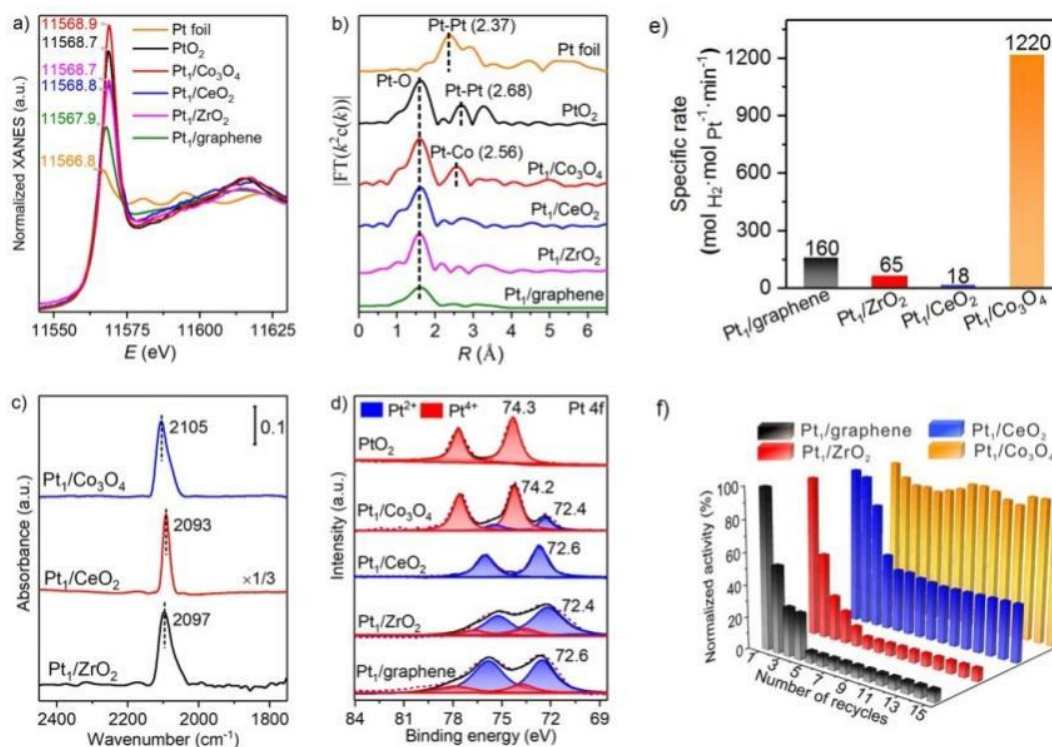 a)
11568.9
11568.7
11568.7
11568.8
11567.9
11566.8
Pt foil
PtO2
Pt1/Co3O4
Pt1/CeO2
Pt1/ZrO2
Pt1/graphene
Normalized XANES (a.u.)
11550 11575 11600 11625
E (eV)
b)
Pt-Pt (2.37)
Pt foil
Pt-O
Pt-Pt (2.68)
PtO2
Pt-Co (2.56)
Pt1/Co3O4
Pt1/CeO2
Pt1/ZrO2
Pt1/graphene
|FT(k²c(k))|
0 1 2 3 4 5 6
R (Å)
e)
Specific rate
(mol H2·mol Pt⁻¹·min⁻¹)
1200
900
600
300
0
160
65
18
1220
Pt1/graphene
Pt1/ZrO2
Pt1/CeO2
Pt1/Co3O4
c)
2105
0.1
Pt1/Co3O4
2093
Pt1/CeO2
×1/3
2097
Pt1/ZrO2
Absorbance (a.u.)
2400 2200 2000 1800
Wavenumber (cm⁻¹)
d)
Pt²⁺ Pt⁴⁺
Pt 4f
74.3
PtO2
74.2
Pt1/Co3O4
72.4
Pt1/CeO2
72.6
Pt1/ZrO2
72.4
Pt1/graphene
72.6
Intensity (a.u.)
84 81 78 75 72 69
Binding energy (eV)
f)
Pt1/graphene
Pt1/CeO2
Pt1/ZrO2
Pt1/Co3O4
Normalized activity (%)
100
80
60
40
20
0
1 3 5 7 9 11 13 15
Number of recycles